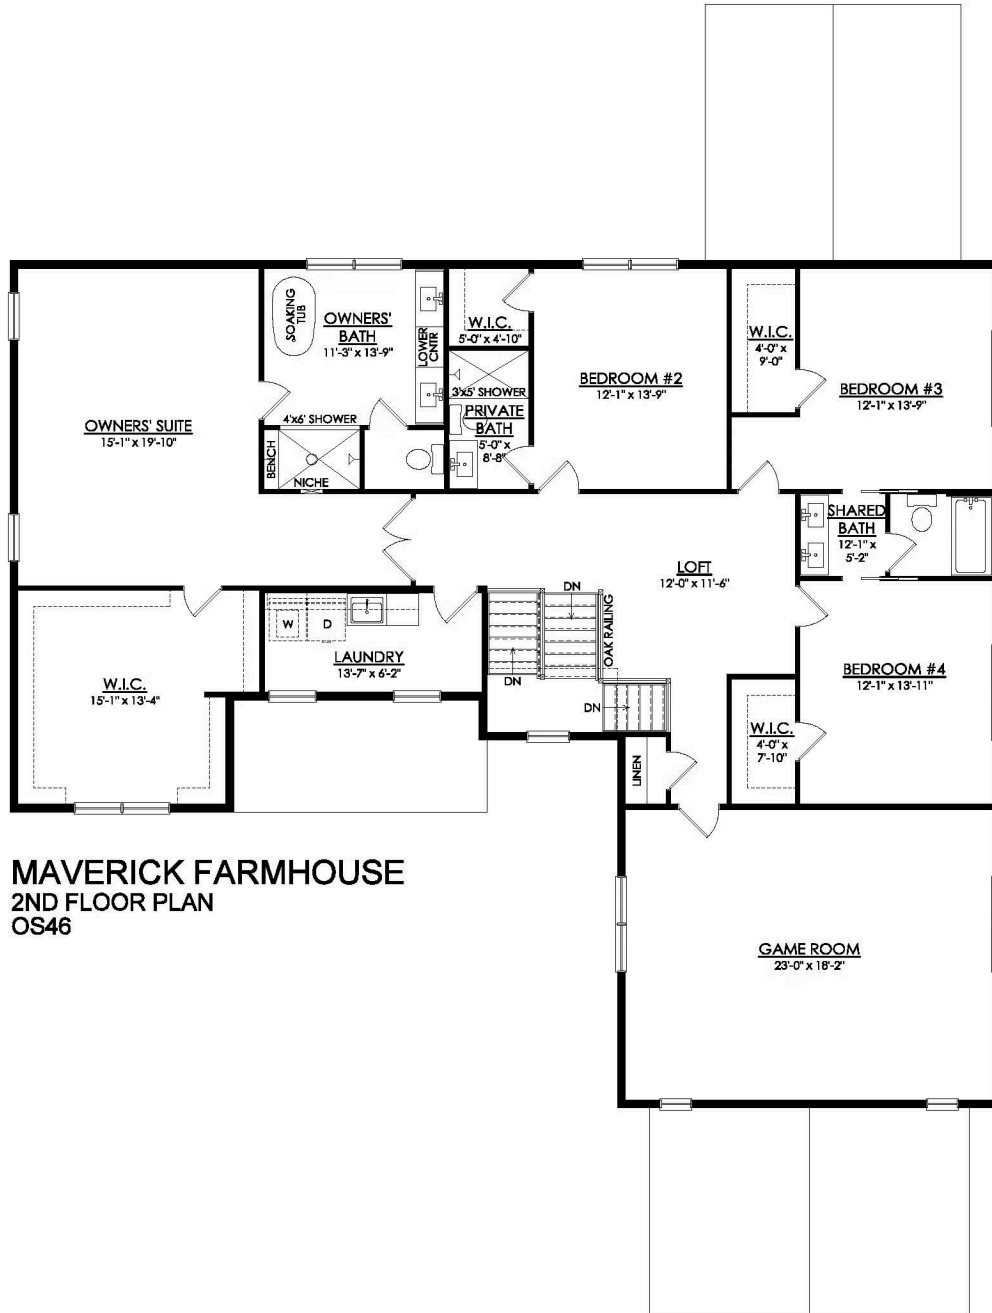 SOAKING
TUB
OWNERS'
BATH
11'-3" x 13'-9"
LOWER
CNTR
W.I.C.
5'-0" x 4'-10"
W.I.C.
4'-0" x
9'-0"
BEDROOM #2
12'-1" x 13'-9"
BEDROOM #3
12'-1" x 13'-9"
3'x5' SHOWER
PRIVATE
BATH
5'-0" x
8'-8"
OWNERS' SUITE
15'-1" x 19'-10"
4'x6' SHOWER
BENCH
NICHE
SHARED
BATH
12'-1" x
5'-2"
LOFT
12'-0" x 11'-6"
DN
OAK RAILING
W
D
LAUNDRY
13'-7" x 6'-2"
DN
DN
W.I.C.
15'-1" x 13'-4"
BEDROOM #4
12'-1" x 13'-11"
W.I.C.
4'-0" x
7'-10"
LINEN
MAVERICK FARMHOUSE
2ND FLOOR PLAN
OS46
GAME ROOM
23'-0" x 18'-2"